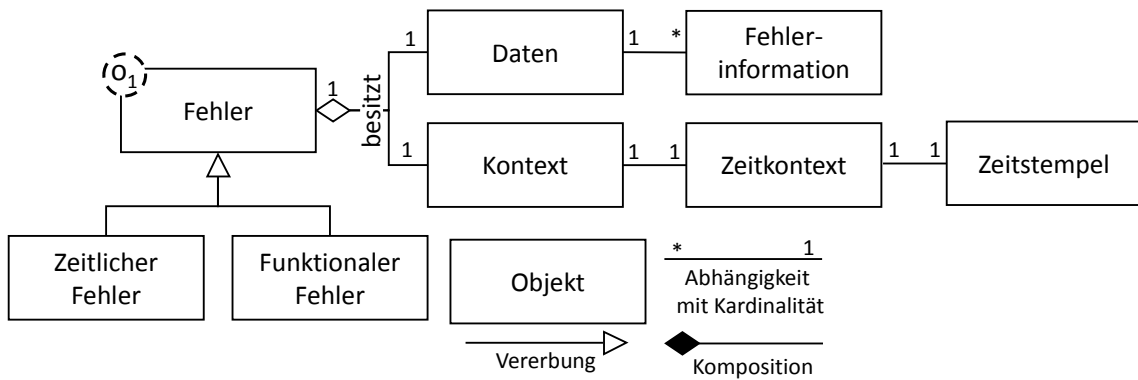 O1
Fehler
1
besitzt
1
Daten
1
*
Fehler-
information
1
Kontext
1
1
Zeitkontext
1
1
Zeitstempel
Zeitlicher
Fehler
Funktionaler
Fehler
Objekt
Vererbung
*
1
Abhängigkeit
mit Kardinalität
Komposition